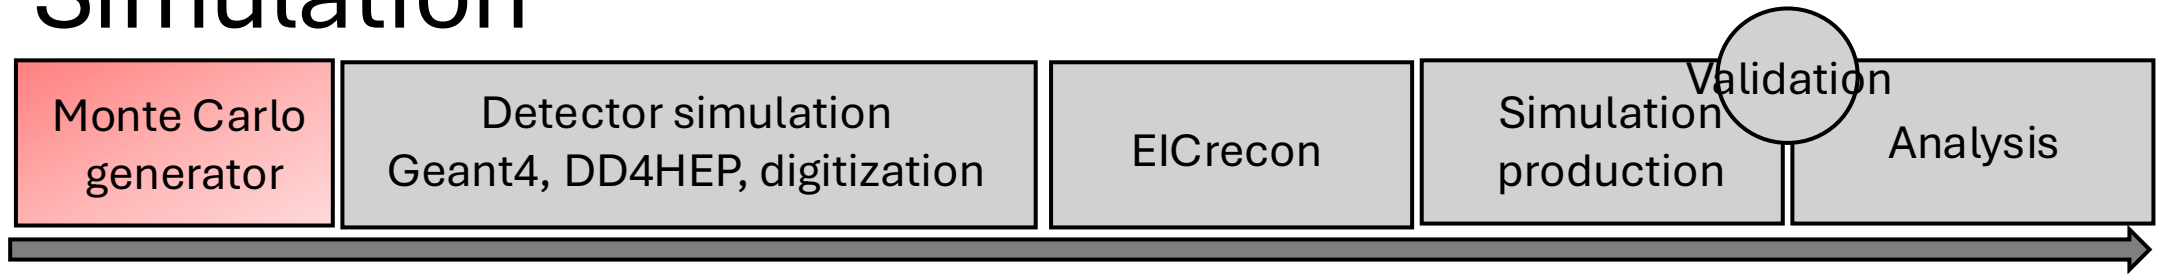 Simulation
Monte Carlo
generator
Detector simulation
Geant4, DD4HEP, digitization
EICrecon
Simulation
production
Validation
Analysis